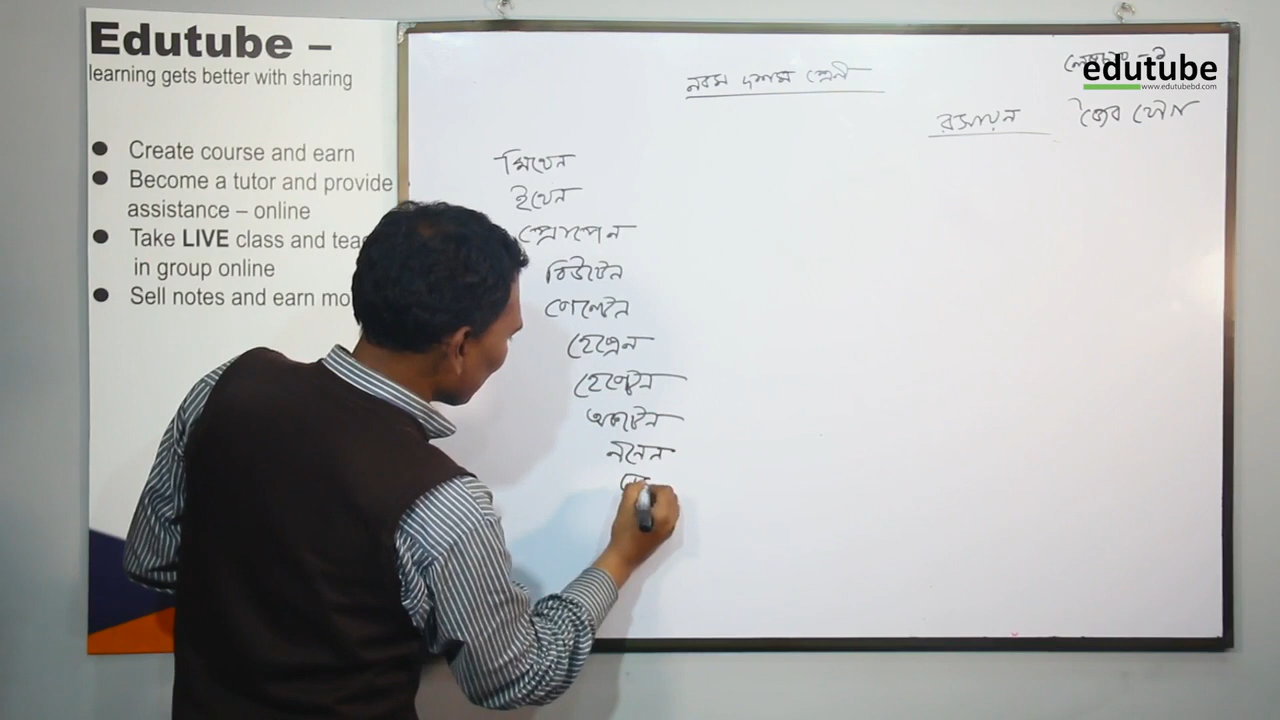 Edutube –
learning gets better with sharing
● Create course and earn
● Become a tutor and provide
assistance – online
● Take LIVE class and tea
in group online
● Sell notes and earn mo
নবম দশম শ্রেণী
edutube
www.edutubebd.com
রসায়ন জৈব যৌগ
মিথেন
ইথেন
প্রোপেন
বিউটেন
পেনটেন
হেক্সেন
হেপ্টেন
অকটেন
ননেন